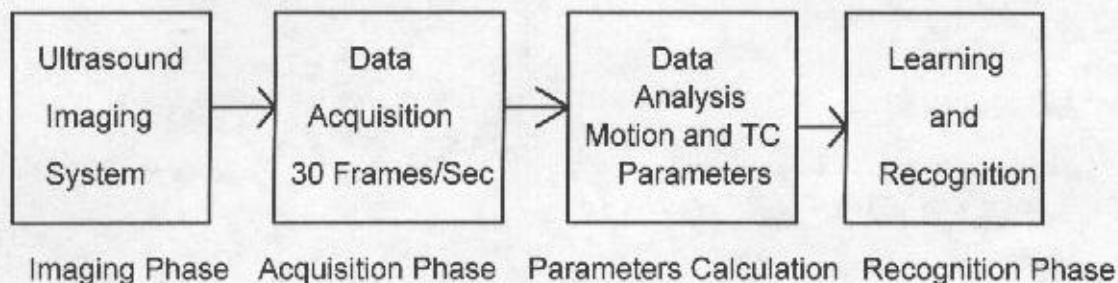 Ultrasound
Imaging
System
Data
Acquisition
30 Frames/Sec
Data
Analysis
Motion and TC
Parameters
Learning
and
Recognition
Imaging Phase
Acquisition Phase
Parameters Calculation
Recognition Phase